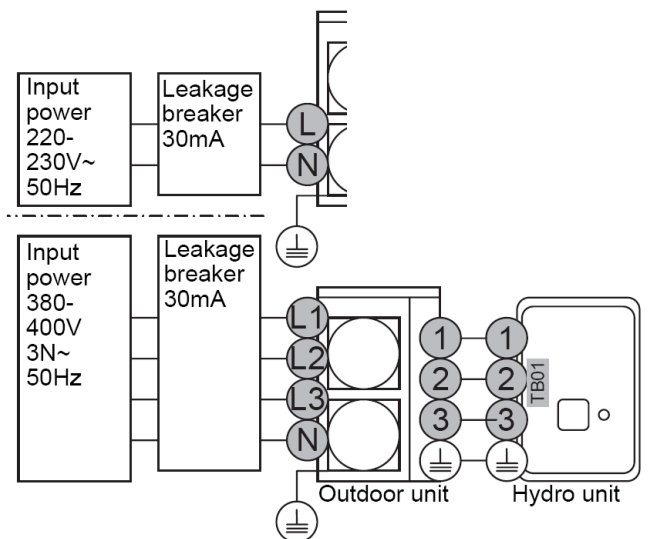 Input
power
220-
230V~
50Hz
Leakage
breaker
30mA
L
N
Input
power
380-
400V
3N~
50Hz
Leakage
breaker
30mA
L1
L2
L3
N
1
2
3
1
2
3
TB01
Outdoor unit
Hydro unit